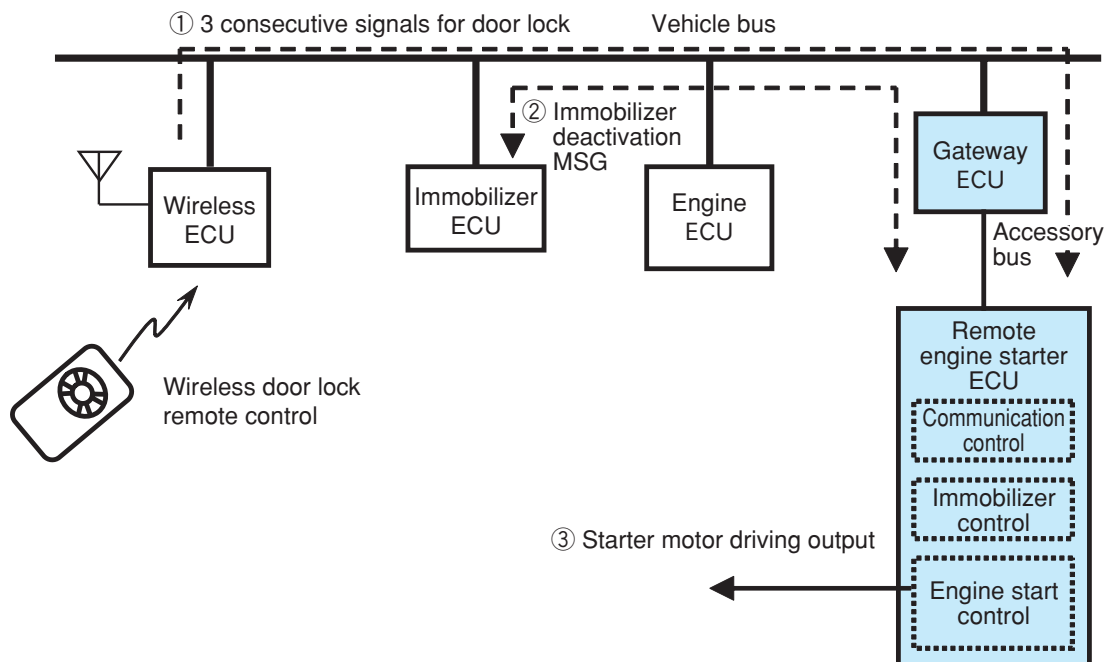 ① 3 consecutive signals for door lock
Vehicle bus
② Immobilizer
deactivation
MSG
Wireless
ECU
Immobilizer
ECU
Engine
ECU
Gateway
ECU
Accessory
bus
Wireless door lock
remote control
Remote
engine starter
ECU
Communication
control
Immobilizer
control
③ Starter motor driving output
Engine start
control